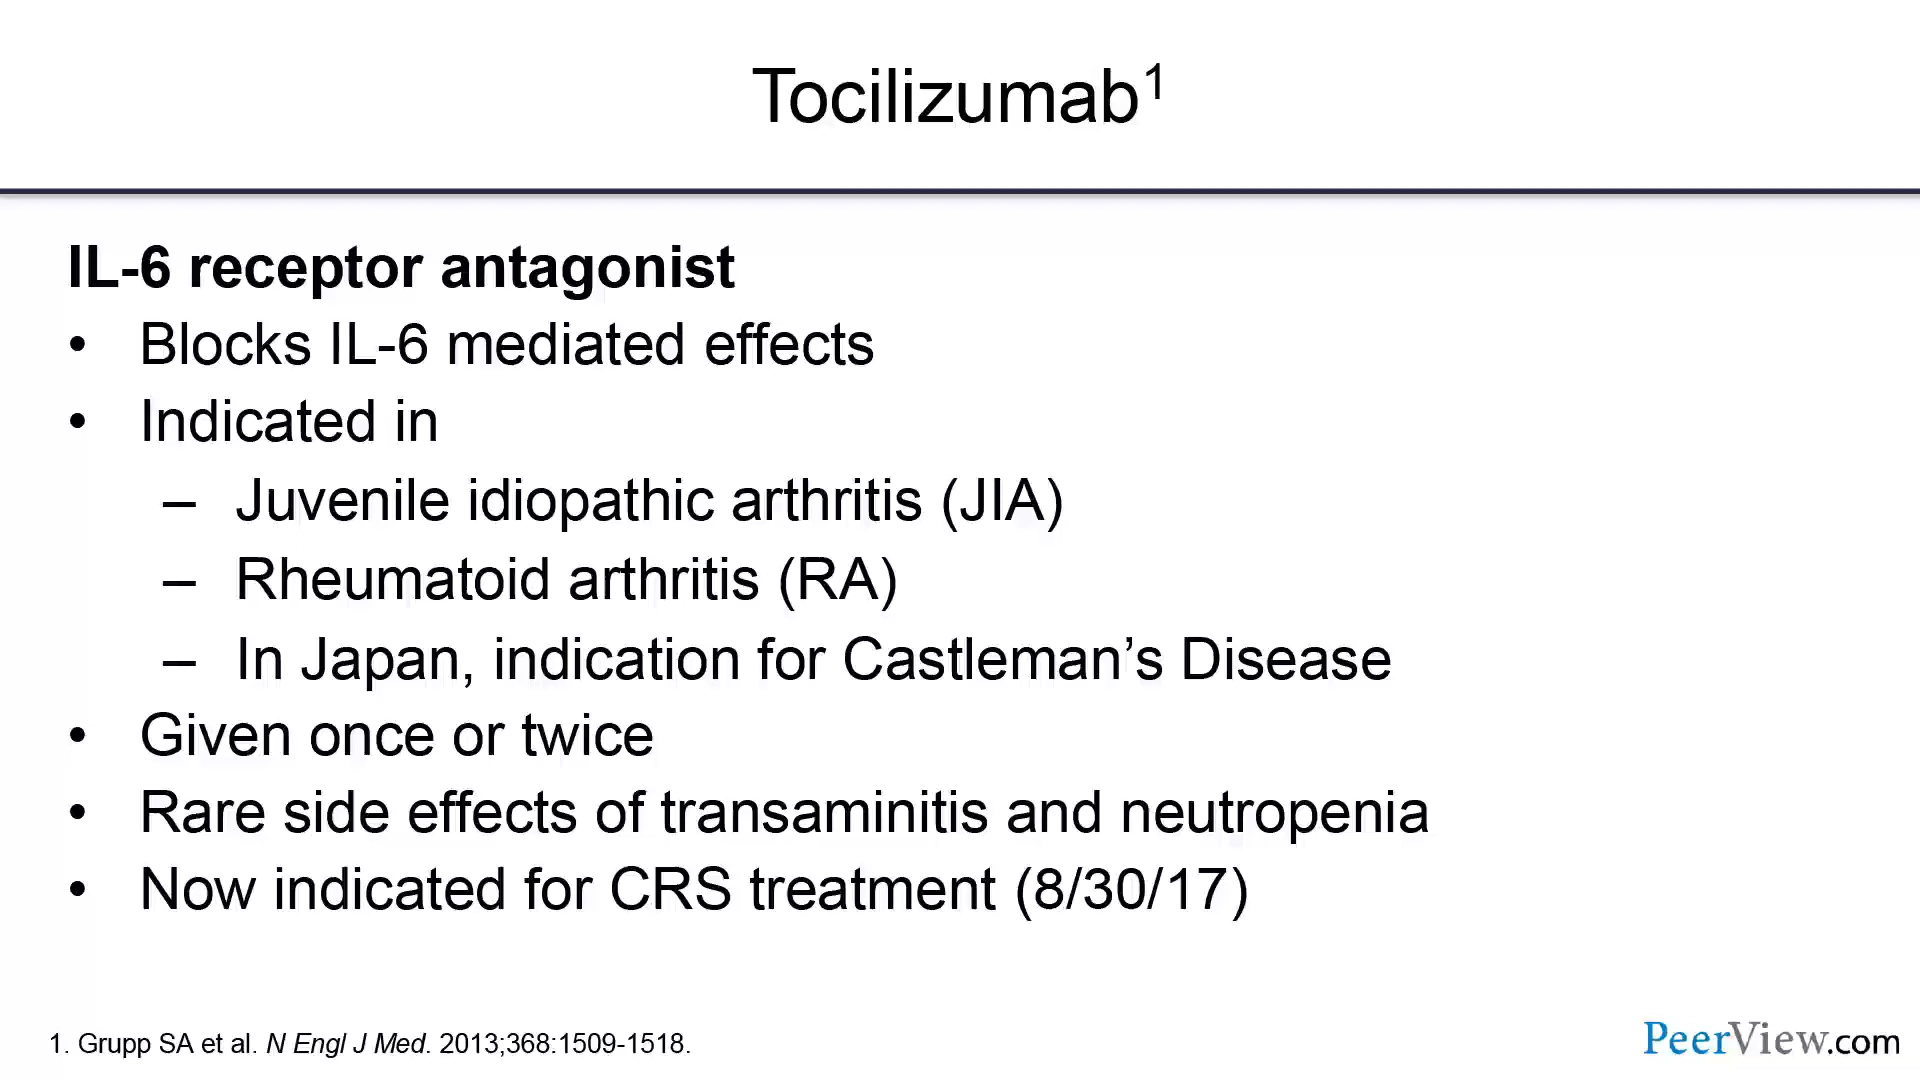 Tocilizumab¹
IL-6 receptor antagonist
• Blocks IL-6 mediated effects
• Indicated in
– Juvenile idiopathic arthritis (JIA)
– Rheumatoid arthritis (RA)
– In Japan, indication for Castleman’s Disease
• Given once or twice
• Rare side effects of transaminitis and neutropenia
• Now indicated for CRS treatment (8/30/17)
1. Grupp SA et al. N Engl J Med. 2013;368:1509-1518.
PeerView.com